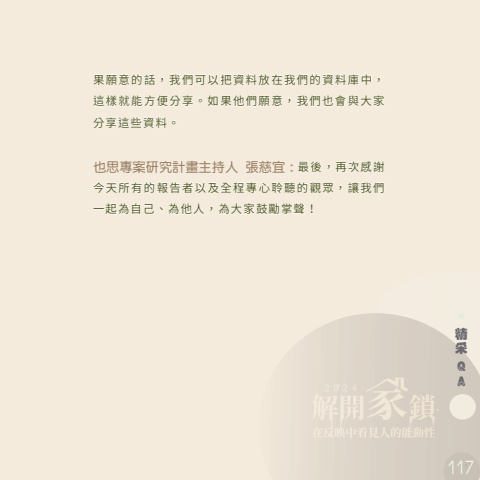 果願意的話，我們可以把資料放在我們的資料庫中，
這樣就能方便分享。如果他們願意，我們也會與大家
分享這些資料。
也思專案研究計畫主持人 張慈宜：最後，再次感謝
今天所有的報告者以及全程專心聆聽的觀眾，讓我們
一起為自己、為他人，為大家鼓勵掌聲！
精采QA
2024
解開家鎖
在反映中看見人的能動性
117